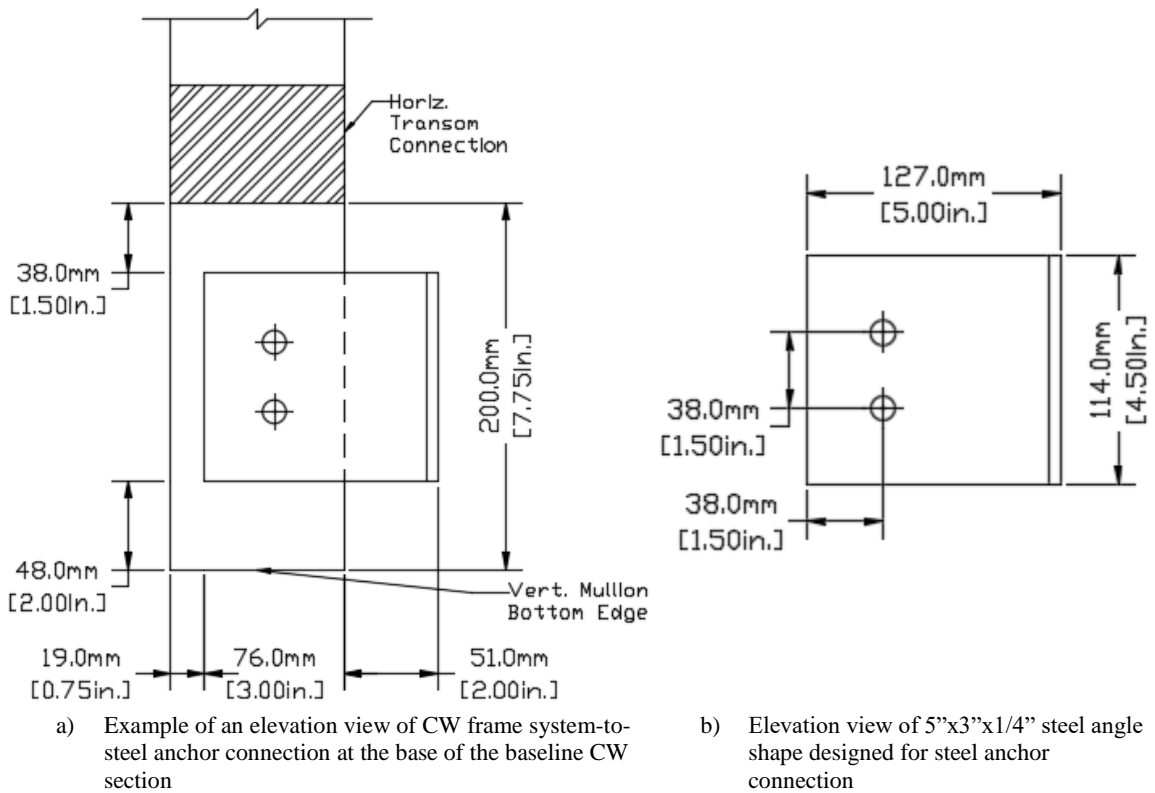 Horiz.
Transom
Connection
38.0mm
[1.50in.]
200.0mm
[7.75in.]
48.0mm
[2.00in.]
Vert. Mullion
Bottom Edge
19.0mm
[0.75in.]
76.0mm
[3.00in.]
51.0mm
[2.00in.]
127.0mm
[5.00in.]
114.0mm
[4.50in.]
38.0mm
[1.50in.]
38.0mm
[1.50in.]
a) Example of an elevation view of CW frame system-to-
steel anchor connection at the base of the baseline CW
section
b) Elevation view of 5”x3”x1/4” steel angle
shape designed for steel anchor
connection